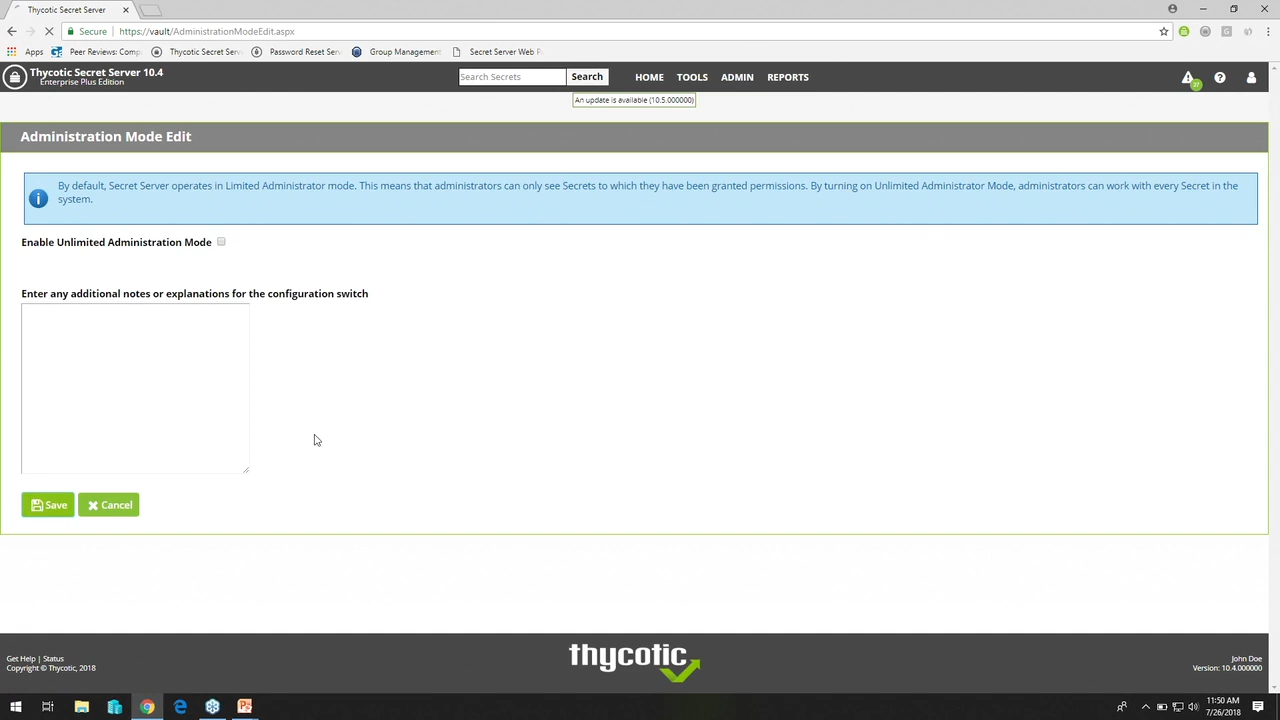 Thycotic Secret Server
Secure https://vault/AdministrationModeEdit.aspx
Apps Peer Reviews: Comp Thycotic Secret Serv Password Reset Serv Group Management Secret Server Web P
Thycotic Secret Server 10.4
Enterprise Plus Edition
Search Secrets Search HOME TOOLS ADMIN REPORTS
27
An update is available (10.5.000000)
Administration Mode Edit
By default, Secret Server operates in Limited Administrator mode. This means that administrators can only see Secrets to which they have been granted permissions. By turning on Unlimited Administrator Mode, administrators can work with every Secret in the
system.
Enable Unlimited Administration Mode
Enter any additional notes or explanations for the configuration switch
Save Cancel
Get Help | Status
Copyright © Thycotic, 2018
thycotic
John Doe
Version: 10.4.000000
11:50 AM
7/26/2018